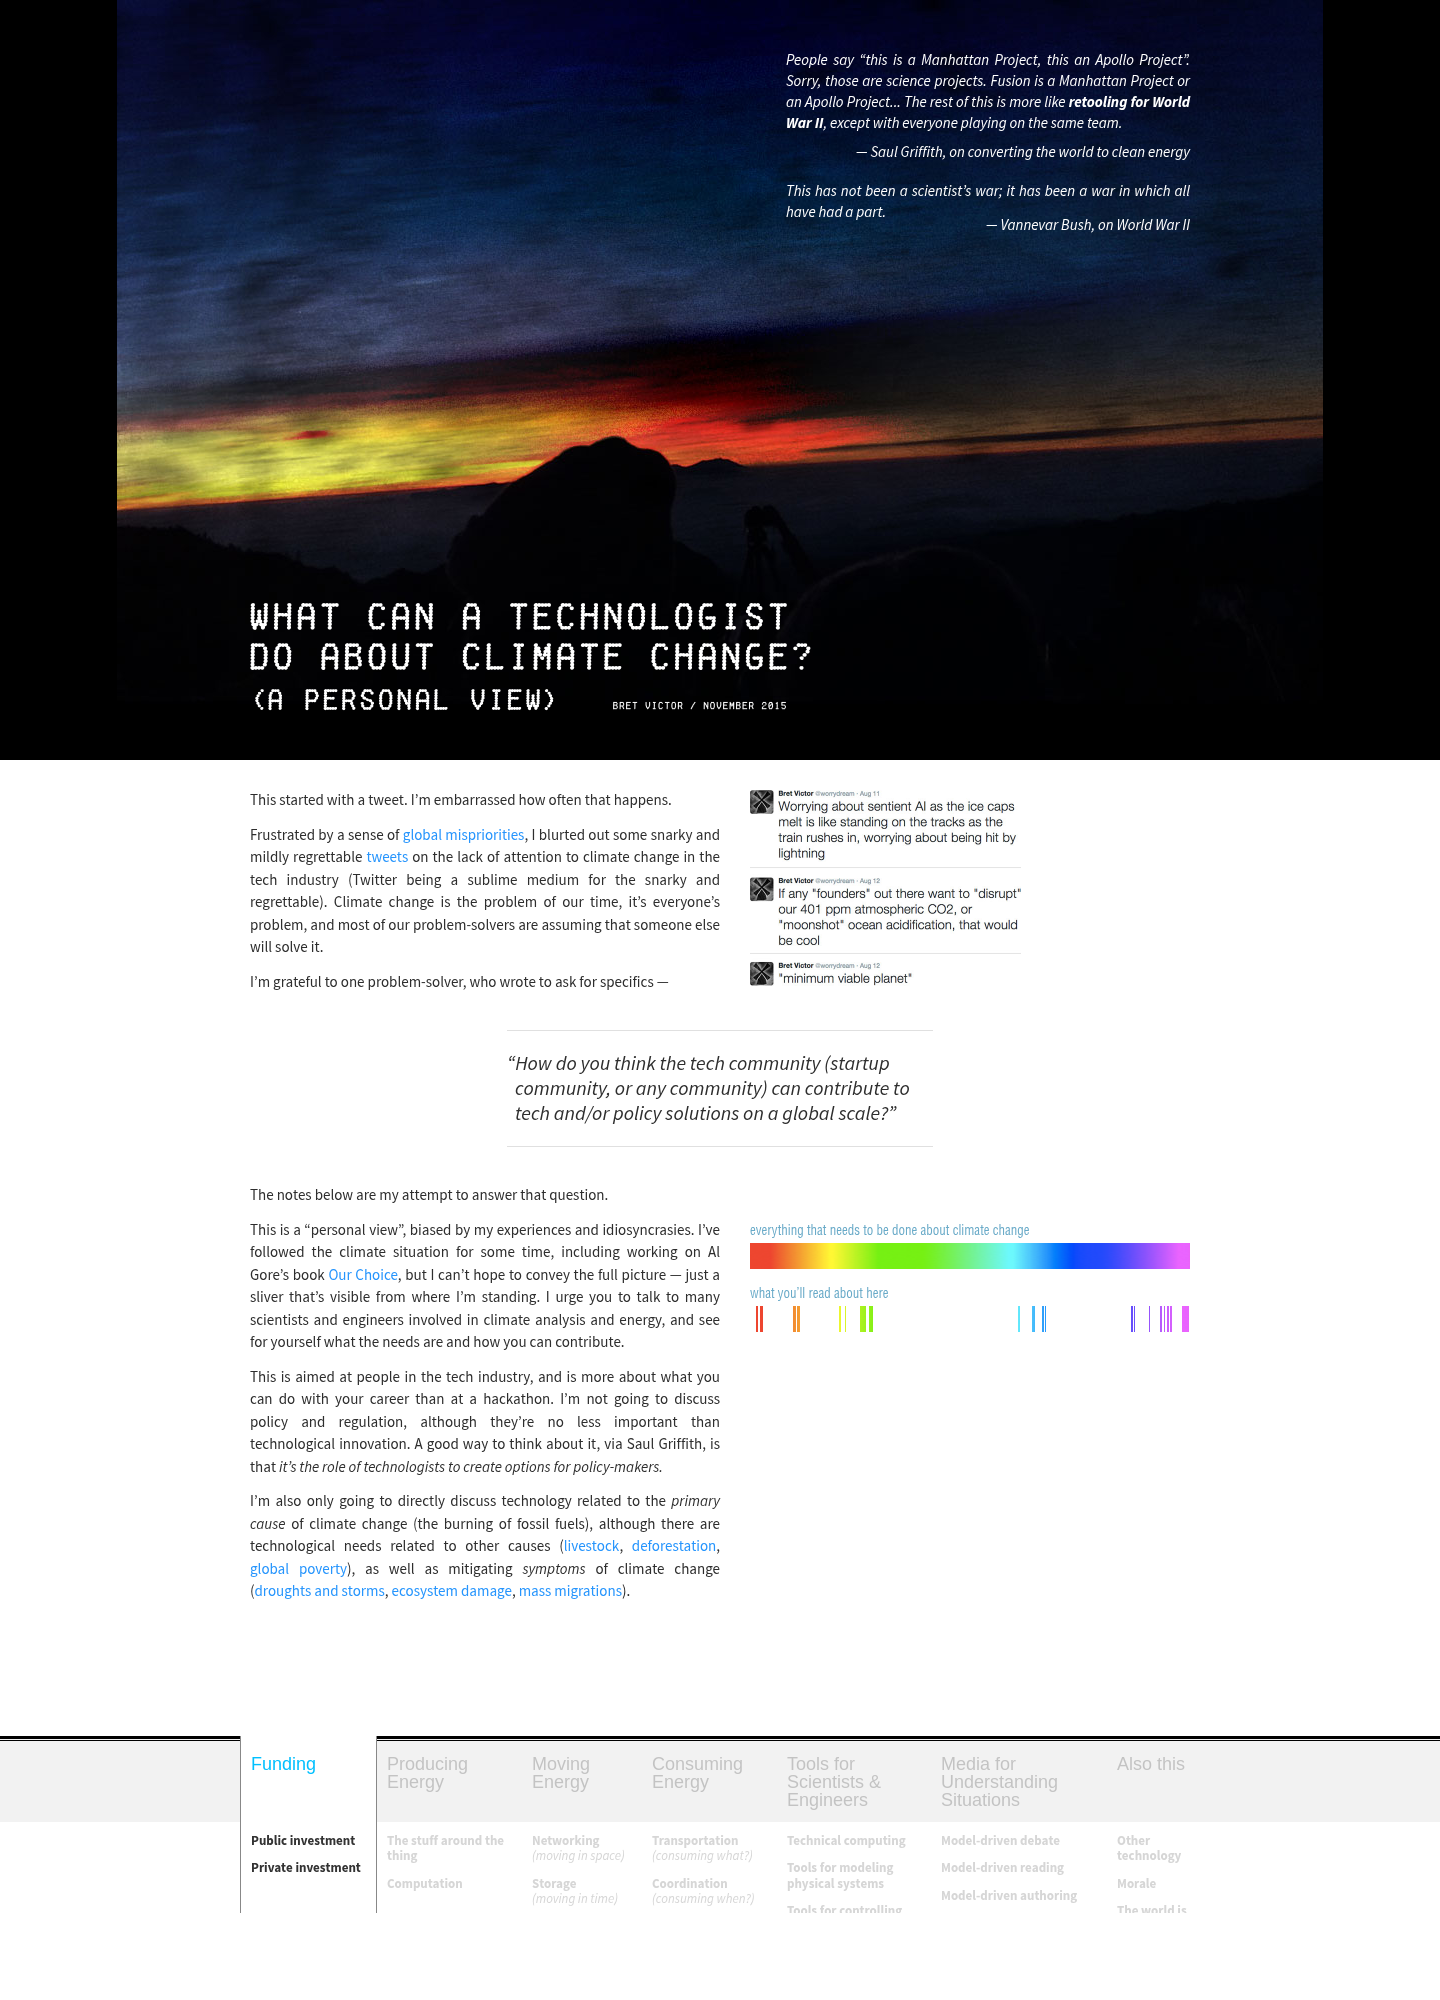 People say “this is a Manhattan Project, this an Apollo Project”.
Sorry, those are science projects. Fusion is a Manhattan Project or
an Apollo Project... The rest of this is more like retooling for World
War II, except with everyone playing on the same team.
— Saul Griffith, on converting the world to clean energy
This has not been a scientist’s war; it has been a war in which all
have had a part.
— Vannevar Bush, on World War II
WHAT CAN A TECHNOLOGIST
DO ABOUT CLIMATE CHANGE?
(A PERSONAL VIEW)
BRET VICTOR / NOVEMBER 2015
This started with a tweet. I’m embarrassed how often that happens.
Frustrated by a sense of global mispriorities, I blurted out some snarky and
mildly regrettable tweets on the lack of attention to climate change in the
tech industry (Twitter being a sublime medium for the snarky and
regrettable). Climate change is the problem of our time, it’s everyone’s
problem, and most of our problem-solvers are assuming that someone else
will solve it.
I’m grateful to one problem-solver, who wrote to ask for specifics —
Bret Victor @worrydream · Aug 11
Worrying about sentient AI as the ice caps
melt is like standing on the tracks as the
train rushes in, worrying about being hit by
lightning
Bret Victor @worrydream · Aug 12
If any "founders" out there want to "disrupt"
our 401 ppm atmospheric CO2, or
"moonshot" ocean acidification, that would
be cool
Bret Victor @worrydream · Aug 12
"minimum viable planet"
“How do you think the tech community (startup
community, or any community) can contribute to
tech and/or policy solutions on a global scale?”
The notes below are my attempt to answer that question.
This is a “personal view”, biased by my experiences and idiosyncrasies. I’ve
followed the climate situation for some time, including working on Al
Gore’s book Our Choice, but I can’t hope to convey the full picture — just a
sliver that’s visible from where I’m standing. I urge you to talk to many
scientists and engineers involved in climate analysis and energy, and see
for yourself what the needs are and how you can contribute.
This is aimed at people in the tech industry, and is more about what you
can do with your career than at a hackathon. I’m not going to discuss
policy and regulation, although they’re no less important than
technological innovation. A good way to think about it, via Saul Griffith, is
that it’s the role of technologists to create options for policy-makers.
I’m also only going to directly discuss technology related to the primary
cause of climate change (the burning of fossil fuels), although there are
technological needs related to other causes (livestock, deforestation,
global poverty), as well as mitigating symptoms of climate change
(droughts and storms, ecosystem damage, mass migrations).
everything that needs to be done about climate change
what you’ll read about here
Funding
Public investment
Private investment
Producing
Energy
The stuff around the
thing
Computation
Moving
Energy
Networking
(moving in space)
Storage
(moving in time)
Consuming
Energy
Transportation
(consuming what?)
Coordination
(consuming when?)
Tools for
Scientists &
Engineers
Technical computing
Tools for modeling
physical systems
Tools for controlling
Media for
Understanding
Situations
Model-driven debate
Model-driven reading
Model-driven authoring
Also this
Other
technology
Morale
The world is